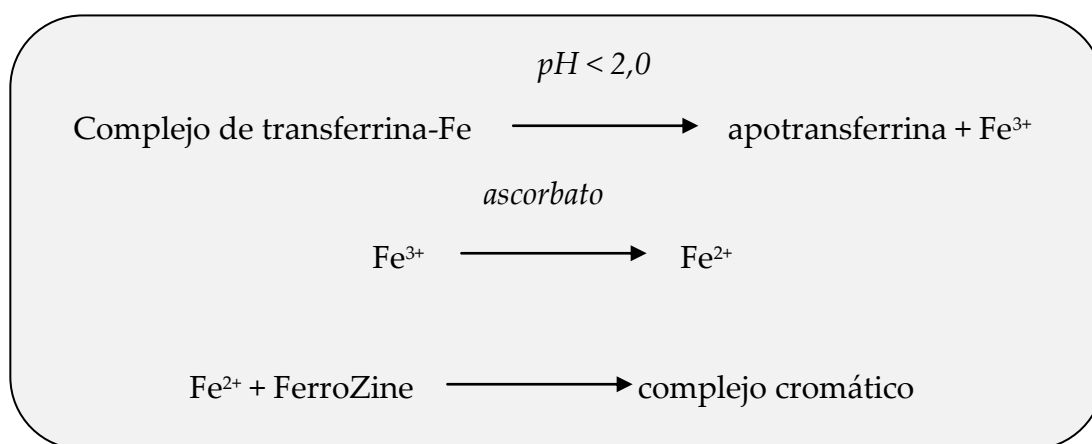 pH < 2,0
Complejo de transferrina-Fe apotransferrina + Fe³⁺
ascorbato
Fe³⁺ Fe²⁺
Fe²⁺ + FerroZine complejo cromático